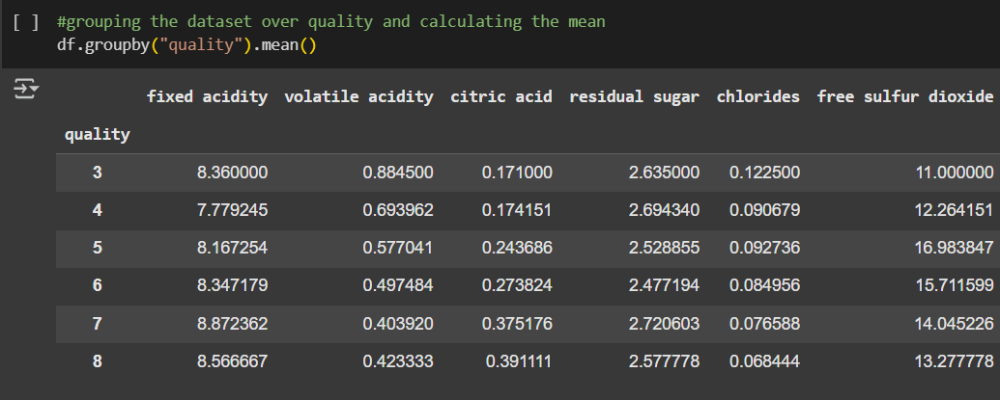 [ ] #grouping the dataset over quality and calculating the mean
df.groupby("quality").mean()
fixed acidity volatile acidity citric acid residual sugar chlorides free sulfur dioxide
quality
3 8.360000 0.884500 0.171000 2.635000 0.122500 11.000000
4 7.779245 0.693962 0.174151 2.694340 0.090679 12.264151
5 8.167254 0.577041 0.243686 2.528855 0.092736 16.983847
6 8.347179 0.497484 0.273824 2.477194 0.084956 15.711599
7 8.872362 0.403920 0.375176 2.720603 0.076588 14.045226
8 8.566667 0.423333 0.391111 2.577778 0.068444 13.277778